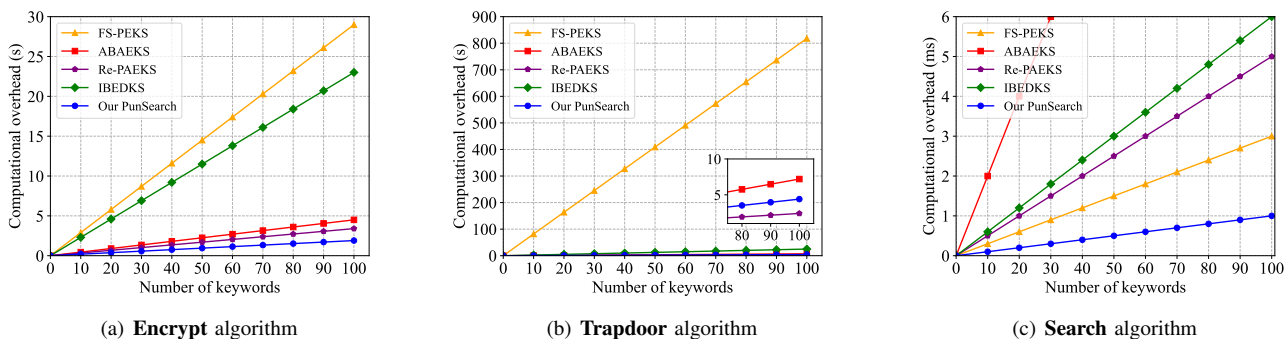 30
25
20
15
10
5
0
Computational overhead (s)
FS-PEKS
ABAEKS
Re-PAEKS
IBEDKS
Our PunSearch
0 10 20 30 40 50 60 70 80 90 100
Number of keywords
(a) Encrypt algorithm
900
800
700
600
500
400
300
200
100
0
Computational overhead (s)
FS-PEKS
ABAEKS
Re-PAEKS
IBEDKS
Our PunSearch
10
5
80 90 100
0 10 20 30 40 50 60 70 80 90 100
Number of keywords
(b) Trapdoor algorithm
6
5
4
3
2
1
0
Computational overhead (ms)
FS-PEKS
ABAEKS
Re-PAEKS
IBEDKS
Our PunSearch
0 10 20 30 40 50 60 70 80 90 100
Number of keywords
(c) Search algorithm